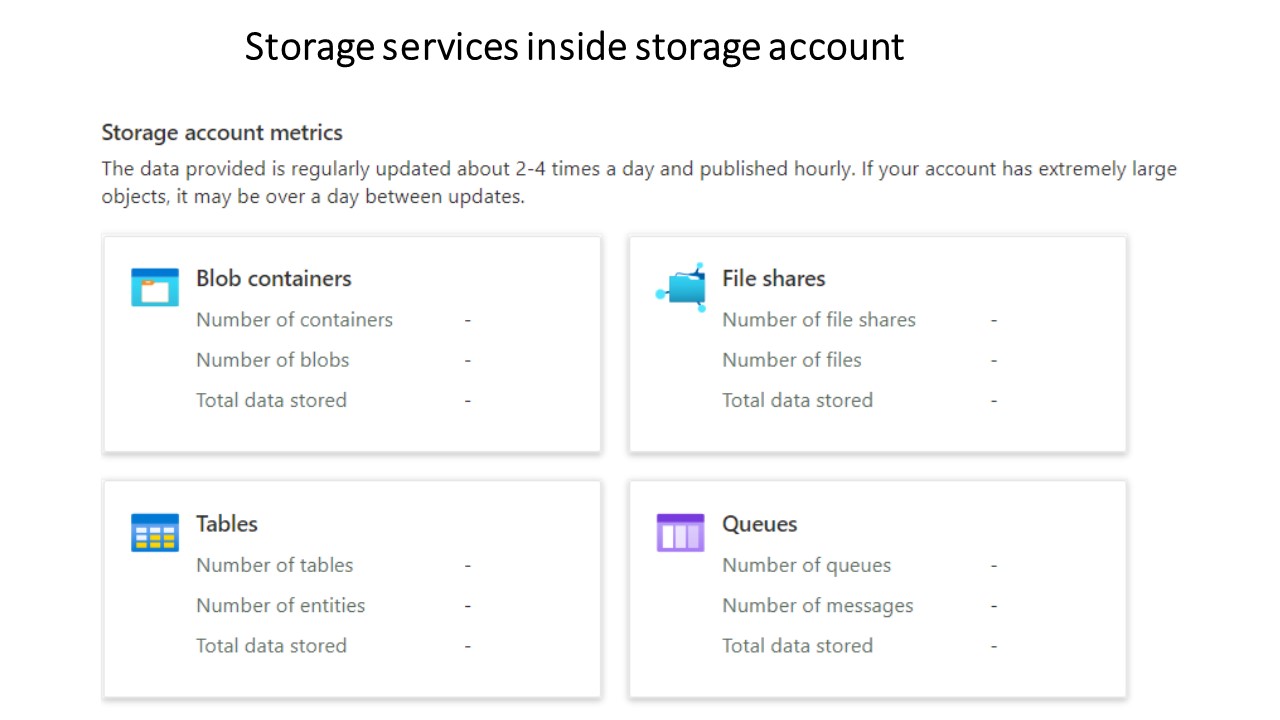 Storage services inside storage account
Storage account metrics
The data provided is regularly updated about 2-4 times a day and published hourly. If your account has extremely large
objects, it may be over a day between updates.
Blob containers
Number of containers -
Number of blobs -
Total data stored -
File shares
Number of file shares -
Number of files -
Total data stored -
Tables
Number of tables -
Number of entities -
Total data stored -
Queues
Number of queues -
Number of messages -
Total data stored -